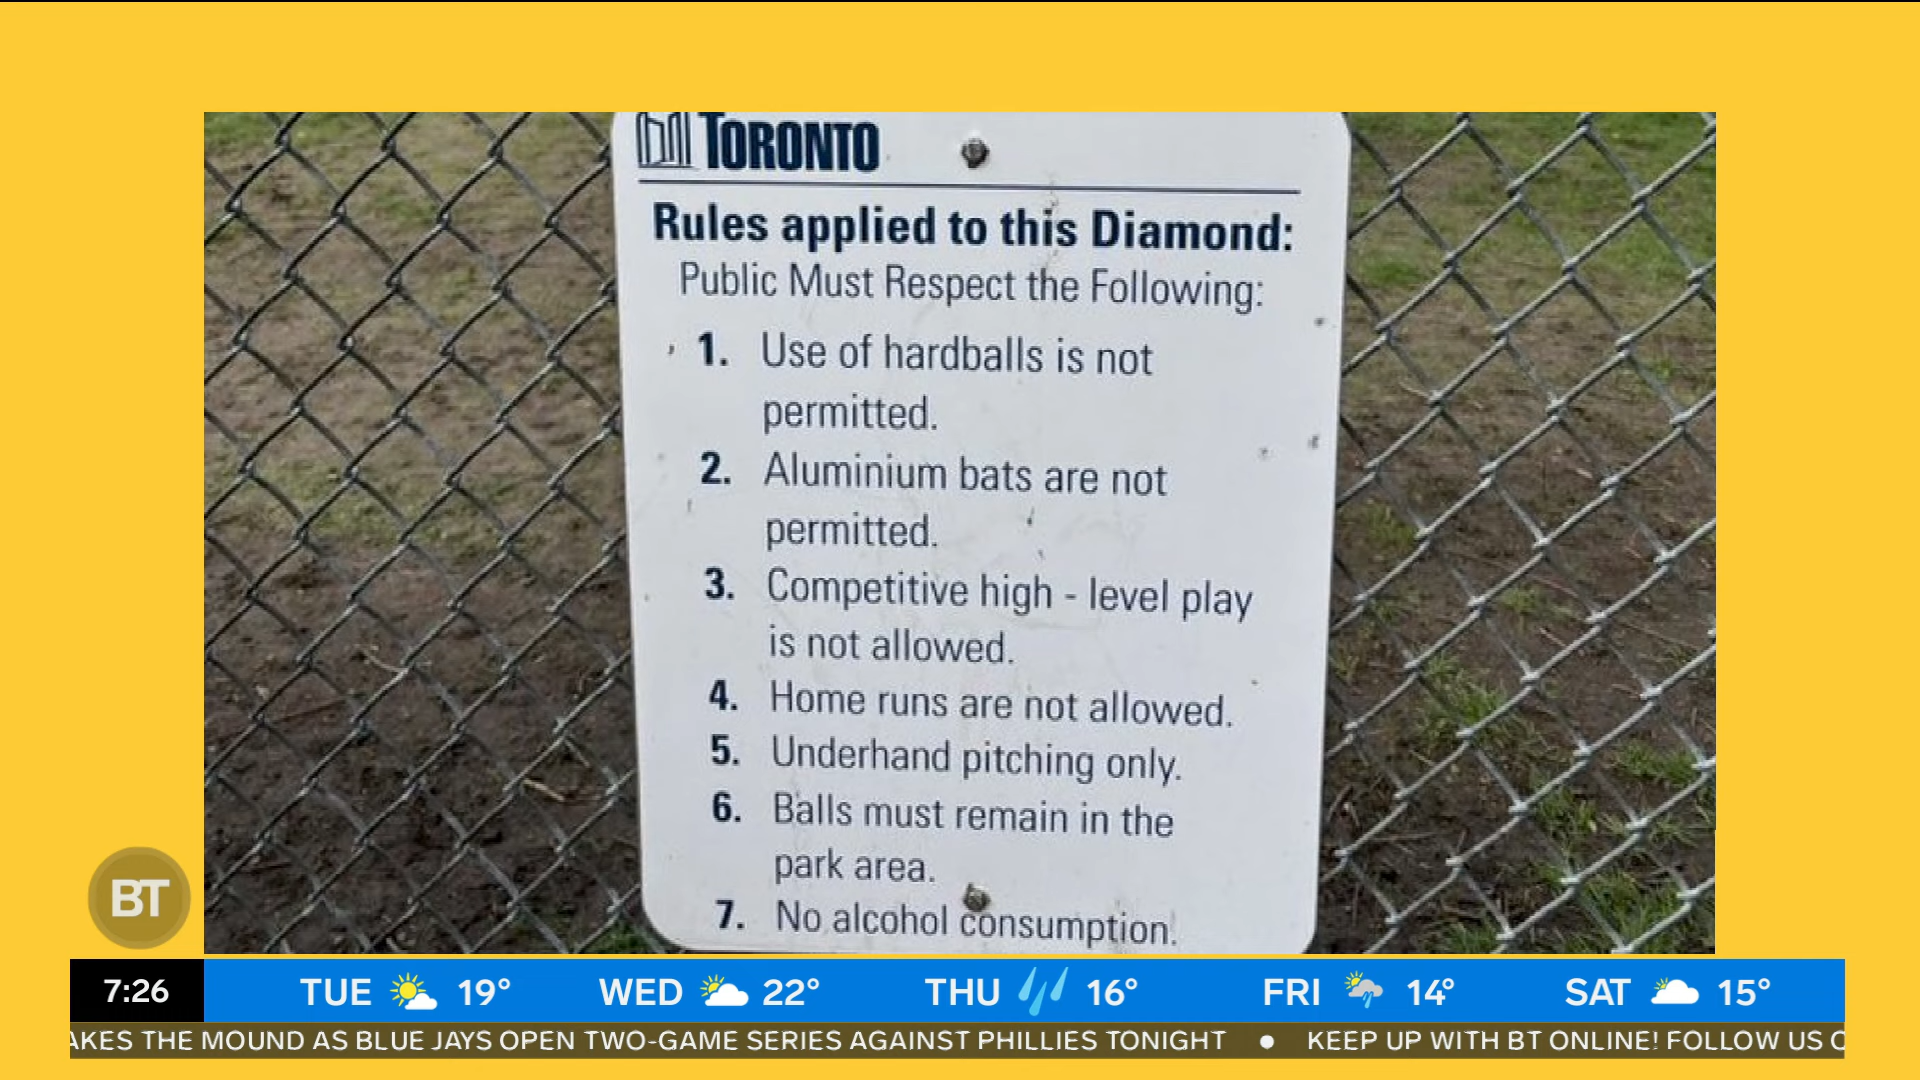 TORONTO
Rules applied to this Diamond:
Public Must Respect the Following:
1. Use of hardballs is not
permitted.
2. Aluminium bats are not
permitted.
3. Competitive high - level play
is not allowed.
4. Home runs are not allowed.
5. Underhand pitching only.
6. Balls must remain in the
park area.
7. No alcohol consumption.
BT
7:26 TUE 19° WED 22° THU 16° FRI 14° SAT 15°
THE MOUND AS BLUE JAYS OPEN TWO-GAME SERIES AGAINST PHILLIES TONIGHT • KEEP UP WITH BT ONLINE! FOLLOW US